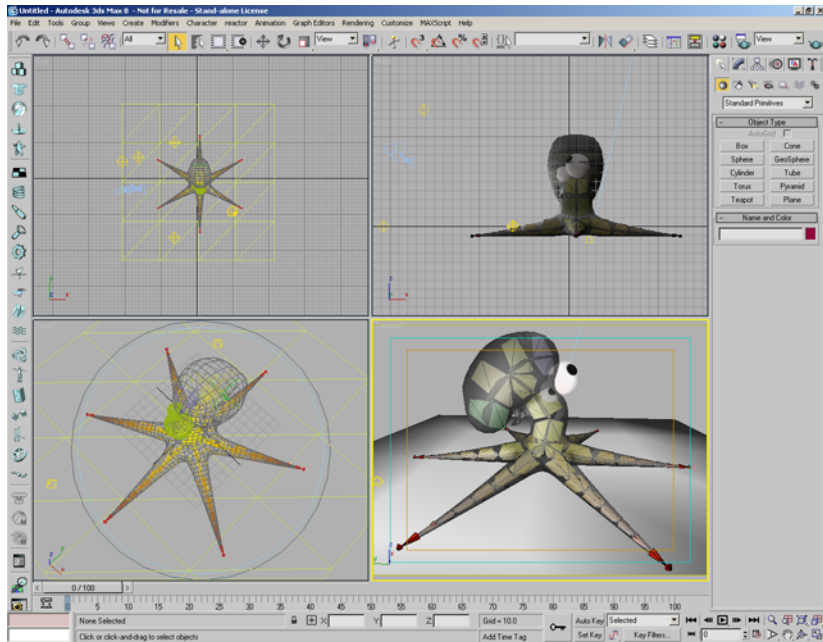 Untitled - Autodesk 3ds Max 8 - Not for Resale - Stand-alone License
File Edit Tools Group Views Create Modifiers Character reactor Animation Graph Editors Rendering Customize MAXScript Help
All
View
View
Standard Primitives
Object Type
AutoGrid
Box Cone
Sphere GeoSphere
Cylinder Tube
Torus Pyramid
Teapot Plane
Name and Color
0 / 100
0 5 10 15 20 25 30 35 40 45 50 55 60 65 70 75 80 85 90 95 100
None Selected X Y Z Grid = 10.0 Auto Key Selected
Click or click-and-drag to select objects Add Time Tag Set Key Key Filters... 0